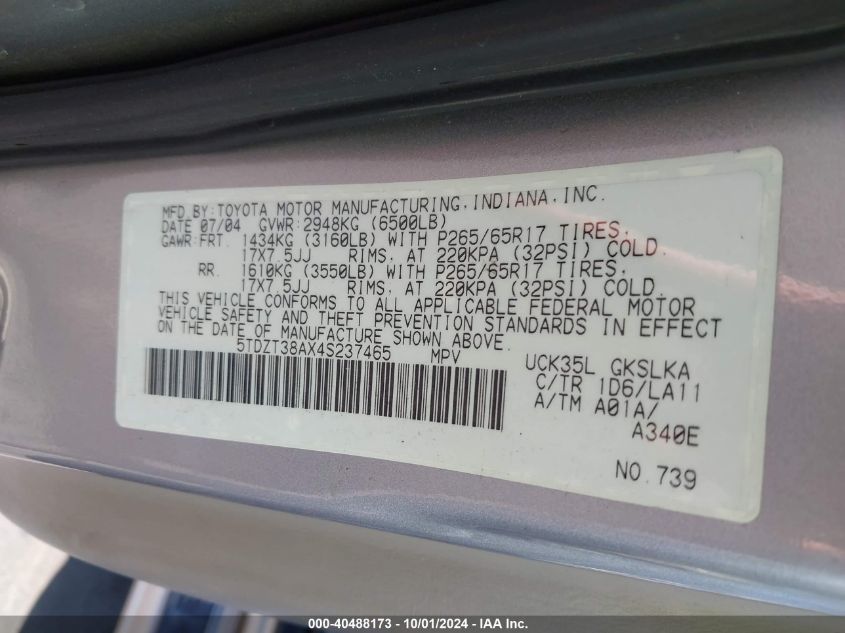 MFD.BY:TOYOTA MOTOR MANUFACTURING,INDIANA,INC.
DATE 07/04 GVWR:2948KG (6500LB)
GAWR:FRT. 1434KG (3160LB) WITH P265/65R17 TIRES,
17X7.5JJ RIMS, AT 220KPA (32PSI) COLD.
RR. 1610KG (3550LB) WITH P265/65R17 TIRES,
17X7.5JJ RIMS, AT 220KPA (32PSI) COLD.
THIS VEHICLE CONFORMS TO ALL APPLICABLE FEDERAL MOTOR
VEHICLE SAFETY AND THEFT PREVENTION STANDARDS IN EFFECT
ON THE DATE OF MANUFACTURE SHOWN ABOVE.
5TDZT38AX4S237465 MPV
UCK35L GKSLKA
C/TR 1D6/LA11
A/TM A01A/
A340E
NO.739
000-40488173 - 10/01/2024 - IAA Inc.